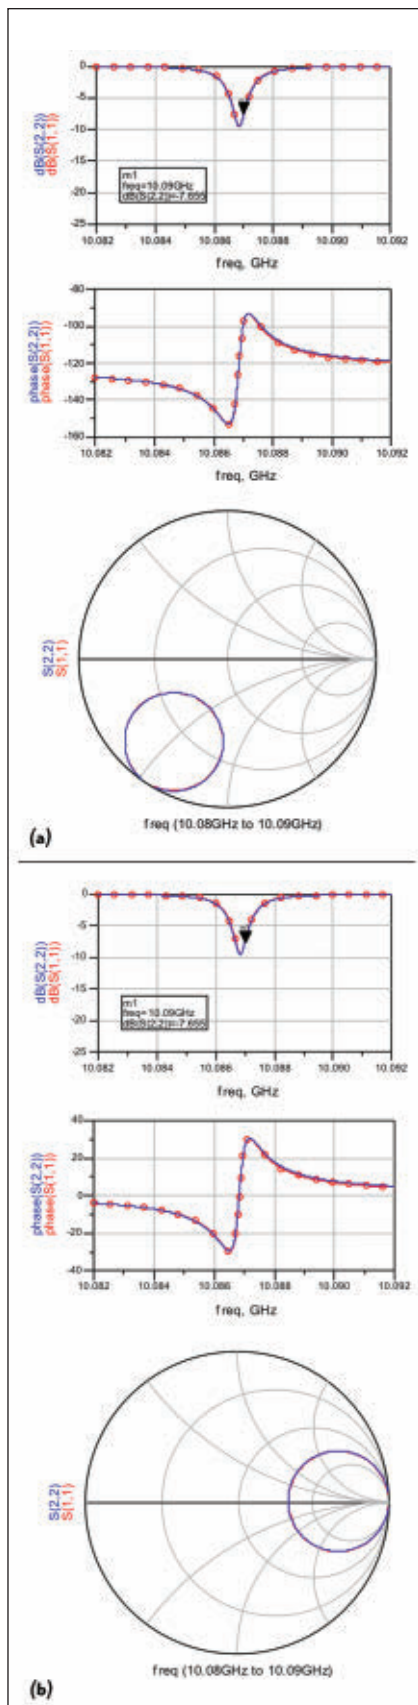 0
-5
-10
-15
-20
-25
dB(S(2,2))
dB(S(1,1))
m1
freq=10.09GHz
dB(S(2,2))=-7.655
10.082 10.084 10.086 10.088 10.090 10.092
freq, GHz
-80
-100
-120
-140
-160
phase(S(2,2))
phase(S(1,1))
10.082 10.084 10.086 10.088 10.090 10.092
freq, GHz
S(2,2)
S(1,1)
freq (10.08GHz to 10.09GHz)
(a)
0
-5
-10
-15
-20
-25
dB(S(2,2))
dB(S(1,1))
m1
freq=10.09GHz
dB(S(2,2))=-7.655
10.082 10.084 10.086 10.088 10.090 10.092
freq, GHz
40
20
0
-20
-40
phase(S(2,2))
phase(S(1,1))
10.082 10.084 10.086 10.088 10.090 10.092
freq, GHz
S(2,2)
S(1,1)
freq (10.08GHz to 10.09GHz)
(b)